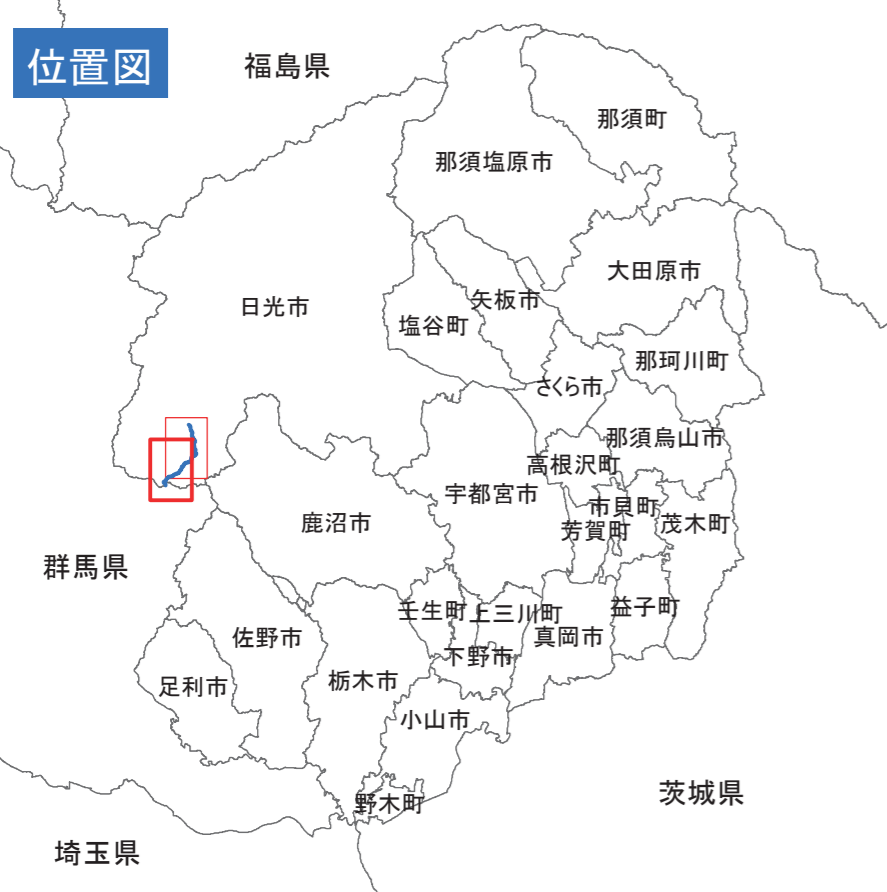 位置図
福島県
那須町
那須塩原市
大田原市
矢板市
日光市
塩谷町
那珂川町
さくら市
那須烏山市
高根沢町
宇都宮市
市貝町
鹿沼市
芳賀町
茂木町
群馬県
壬生町
上三川町
益子町
佐野市
真岡市
下野市
栃木市
足利市
小山市
茨城県
野木町
埼玉県